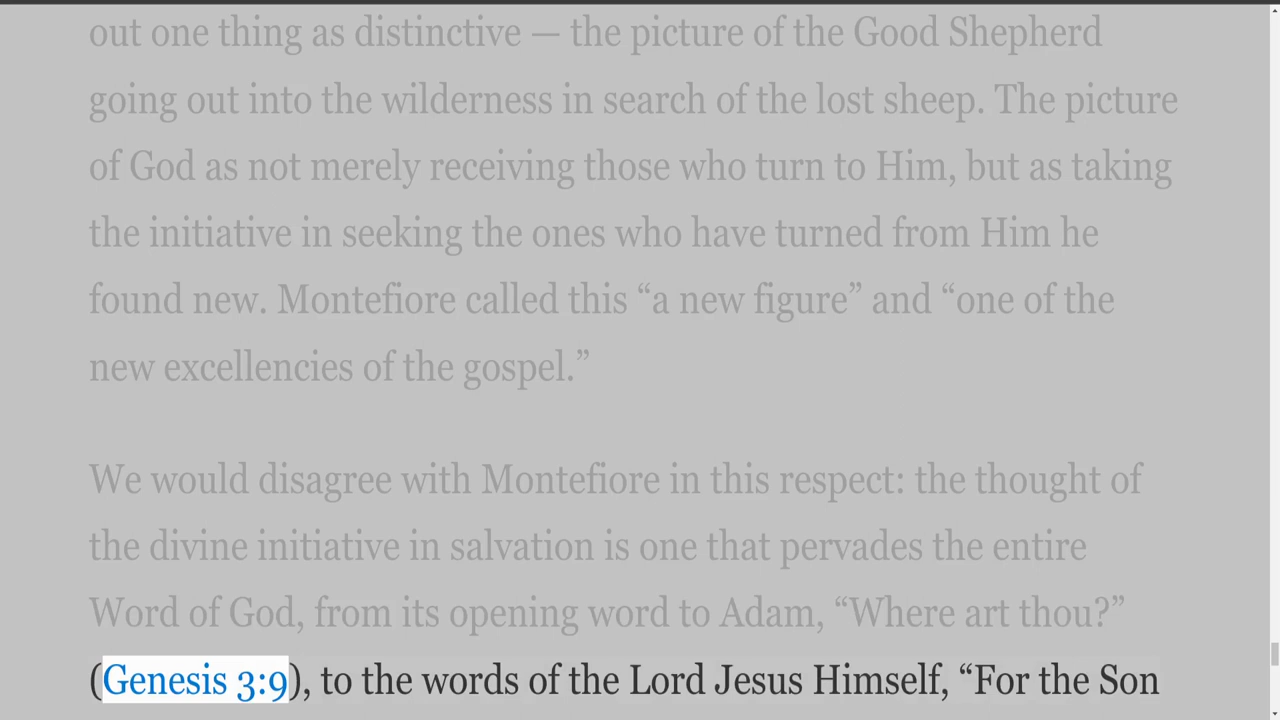 out one thing as distinctive — the picture of the Good Shepherd
going out into the wilderness in search of the lost sheep. The picture
of God as not merely receiving those who turn to Him, but as taking
the initiative in seeking the ones who have turned from Him he
found new. Montefiore called this “a new figure” and “one of the
new excellencies of the gospel.”
We would disagree with Montefiore in this respect: the thought of
the divine initiative in salvation is one that pervades the entire
Word of God, from its opening word to Adam, “Where art thou?”
(Genesis 3:9), to the words of the Lord Jesus Himself, “For the Son